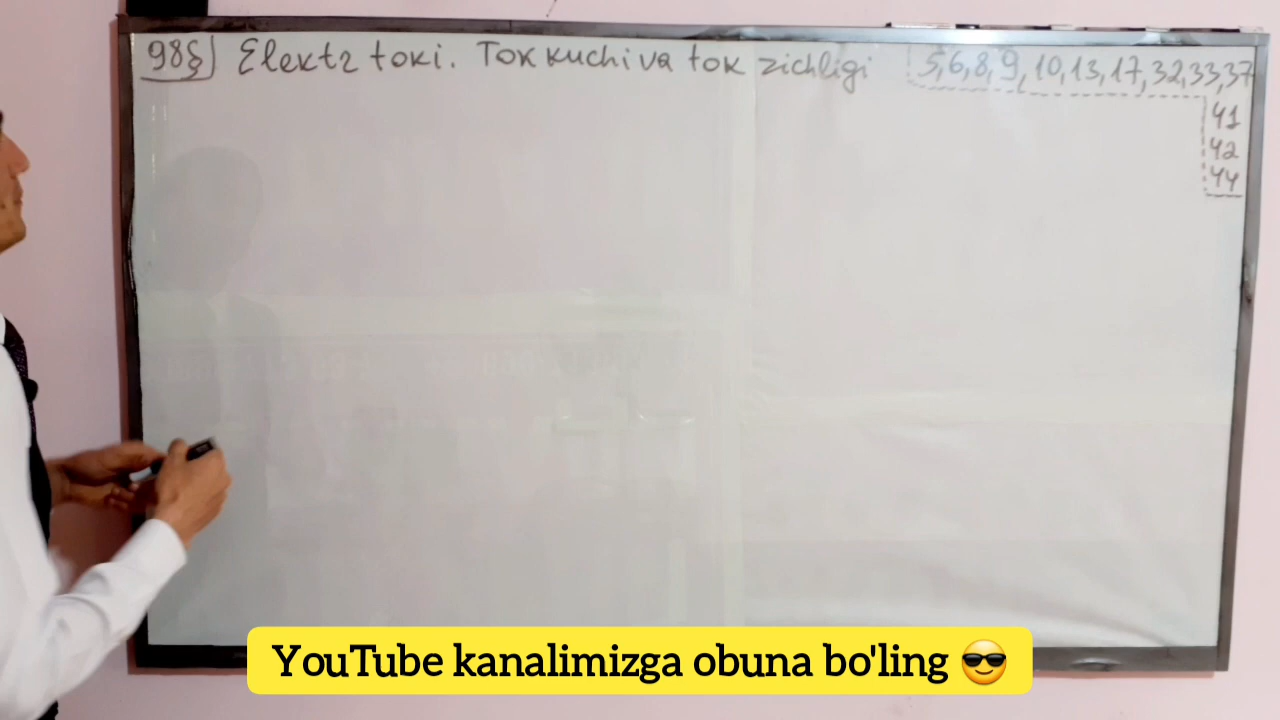 98§ Elektr toki. Tok kuchi va tok zichligi 5,6,8,9,10,13,17,32,33,37
41
42
44
YouTube kanalimizga obuna bo'ling 😎